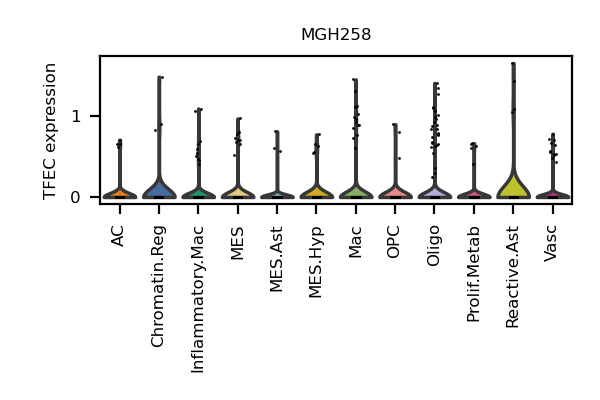 MGH258
TFEC expression
1
0
AC
Chromatin.Reg
Inflammatory.Mac
MES
MES.Ast
MES.Hyp
Mac
OPC
Oligo
Prolif.Metab
Reactive.Ast
Vasc